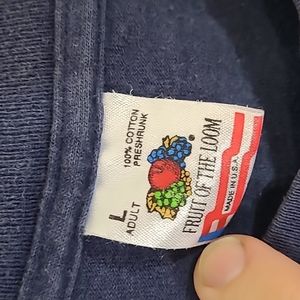 100% COTTON
PRESHRUNK
L
ADULT
®
FRUIT OF THE LOOM
MADE IN U.S.A.